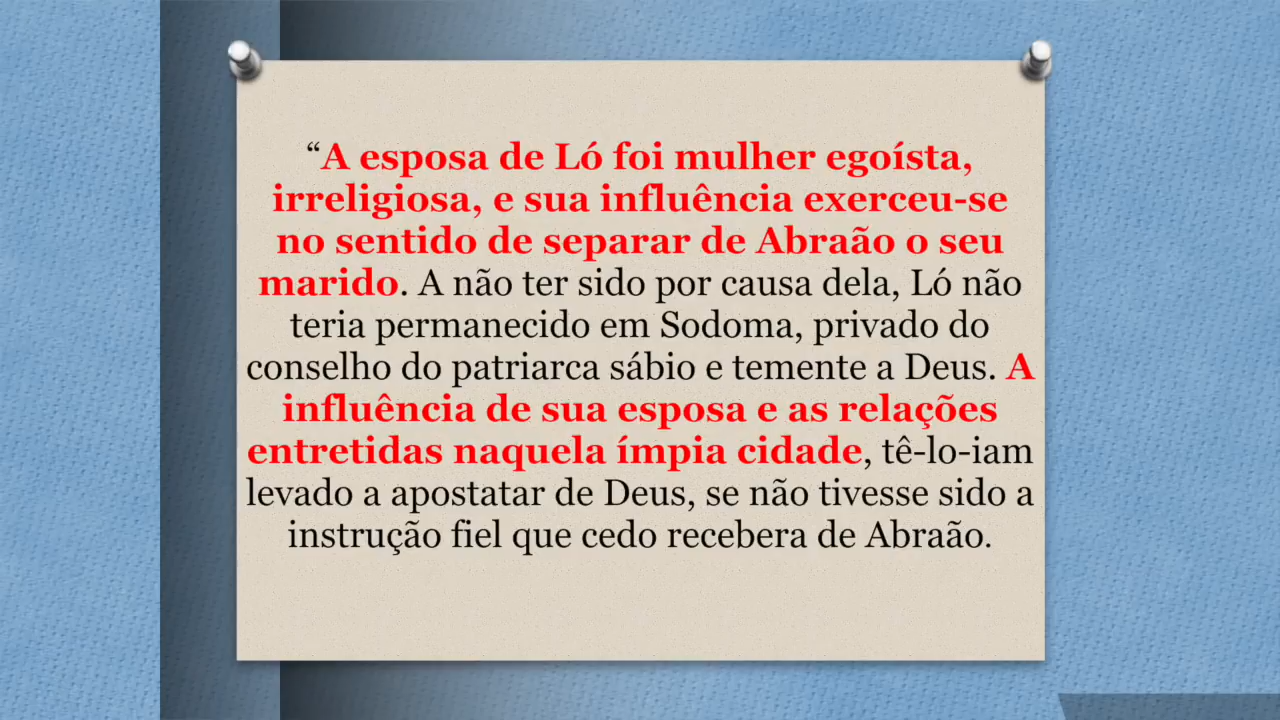 “A esposa de Ló foi mulher egoísta,
irreligiosa, e sua influência exerceu-se
no sentido de separar de Abraão o seu
marido. A não ter sido por causa dela, Ló não
teria permanecido em Sodoma, privado do
conselho do patriarca sábio e temente a Deus. A
influência de sua esposa e as relações
entretidas naquela ímpia cidade, tê-lo-iam
levado a apostatar de Deus, se não tivesse sido a
instrução fiel que cedo recebera de Abraão.